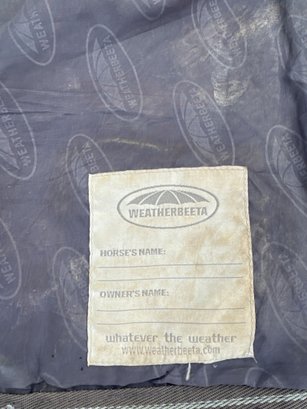 WEATHERBEETA
HORSE'S NAME:
OWNER'S NAME:
whatever the weather
www.weatherbeeta.com